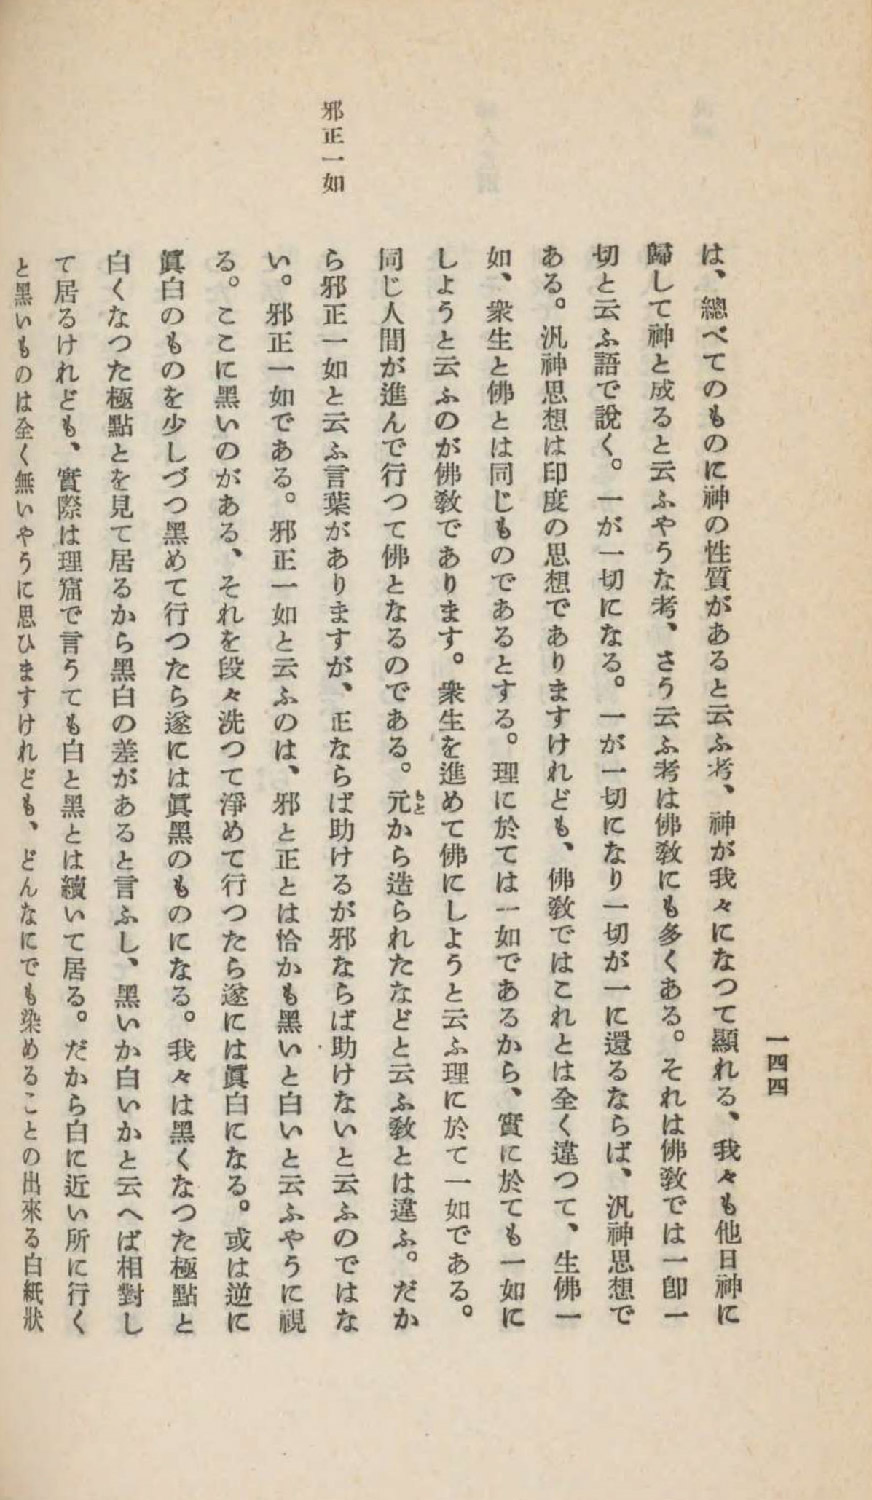 一四四
は、總べてのものに神の性質があると云ふ考、神が我々になつて顯れる、我々も他日神に
歸して神と成ると云ふやうな考、さう云ふ考は佛敎にも多くある。それは佛敎では一卽一
切と云ふ語で說く。一が一切になる。一が一切になり一切が一に還るならば、汎神思想で
ある。汎神思想は印度の思想でありますけれども、佛敎ではこれとは全く違つて、生佛一
如、衆生と佛とは同じものであるとする。理に於ては一如であるから、實に於ても一如に
しようと云ふのが佛敎であります。衆生を進めて佛にしようと云ふ理に於て一如である。
同じ人間が進んで行つて佛となるのである。元から造られたなどと云ふ敎とは違ふ。だか
もと
邪正一如
ら邪正一如と云ふ言葉がありますが、正ならば助けるが邪ならば助けないと云ふのではな
い。邪正一如である。邪正一如と云ふのは、邪と正とは恰かも黑いと白いと云ふやうに視
る。ここに黑いのがある、それを段々洗つて淨めて行つたら遂には眞白になる。或は逆に
眞白のものを少しづつ黑めて行つたら遂には眞黑のものになる。我々は黑くなつた極點と
白くなつた極點とを見て居るから黑白の差があると言ふし、黑いか白いかと云へば相對し
て居るけれども、實際は理窟で言うても白と黑とは續いて居る。だから白に近い所に行く
と黑いものは全く無いやうに思ひますけれども、どんなにでも染めることの出來る白紙狀